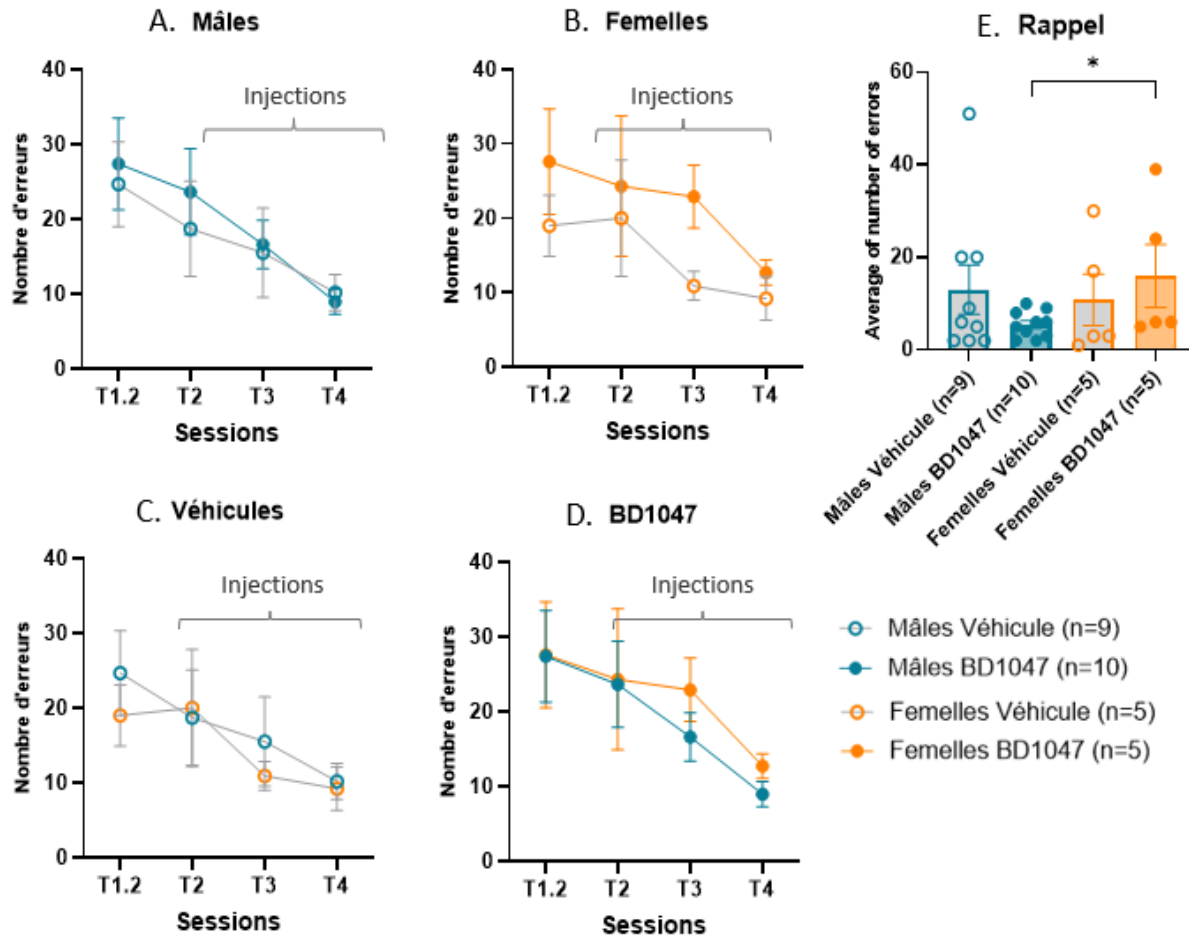 A. Mâles
Nombre d'erreurs
40
30
20
10
0
Injections
T1.2 T2 T3 T4
Sessions
B. Femelles
Nombre d'erreurs
40
30
20
10
0
Injections
T1.2 T2 T3 T4
Sessions
E. Rappel
Average of number of errors
60
40
20
0
*
Mâles Véhicule (n=9)
Mâles BD1047 (n=10)
Femelles Véhicule (n=5)
Femelles BD1047 (n=5)
C. Véhicules
Nombre d'erreurs
40
30
20
10
0
Injections
T1.2 T2 T3 T4
Sessions
D. BD1047
Nombre d'erreurs
40
30
20
10
0
Injections
T1.2 T2 T3 T4
Sessions
Mâles Véhicule (n=9)
Mâles BD1047 (n=10)
Femelles Véhicule (n=5)
Femelles BD1047 (n=5)